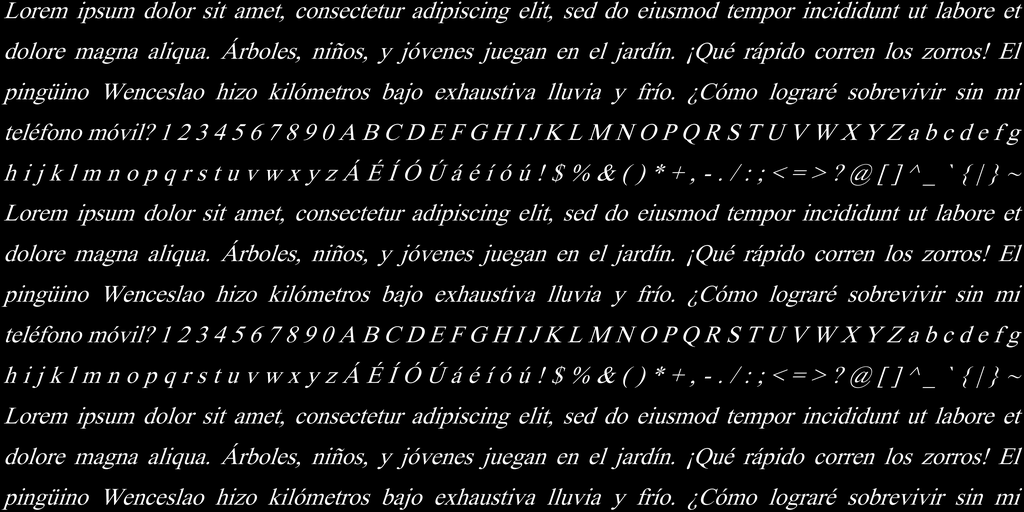 Lorem ipsum dolor sit amet, consectetur adipiscing elit, sed do eiusmod tempor incididunt ut labore et
dolore magna aliqua. Árboles, niños, y jóvenes juegan en el jardín. ¡Qué rápido corren los zorros! El
pingüino Wenceslao hizo kilómetros bajo exhaustiva lluvia y frío. ¿Cómo lograré sobrevivir sin mi
teléfono móvil? 1 2 3 4 5 6 7 8 9 0 A B C D E F G H I J K L M N O P Q R S T U V W X Y Z a b c d e f g
h i j k l m n o p q r s t u v w x y z Á É Í Ó Ú á é í ó ú ! $ % & ( ) * + , - . / : ; < = > ? @ [ ] ^ _ ` { | } ~
Lorem ipsum dolor sit amet, consectetur adipiscing elit, sed do eiusmod tempor incididunt ut labore et
dolore magna aliqua. Árboles, niños, y jóvenes juegan en el jardín. ¡Qué rápido corren los zorros! El
pingüino Wenceslao hizo kilómetros bajo exhaustiva lluvia y frío. ¿Cómo lograré sobrevivir sin mi
teléfono móvil? 1 2 3 4 5 6 7 8 9 0 A B C D E F G H I J K L M N O P Q R S T U V W X Y Z a b c d e f g
h i j k l m n o p q r s t u v w x y z Á É Í Ó Ú á é í ó ú ! $ % & ( ) * + , - . / : ; < = > ? @ [ ] ^ _ ` { | } ~
Lorem ipsum dolor sit amet, consectetur adipiscing elit, sed do eiusmod tempor incididunt ut labore et
dolore magna aliqua. Árboles, niños, y jóvenes juegan en el jardín. ¡Qué rápido corren los zorros! El
pingüino Wenceslao hizo kilómetros bajo exhaustiva lluvia y frío. ¿Cómo lograré sobrevivir sin mi